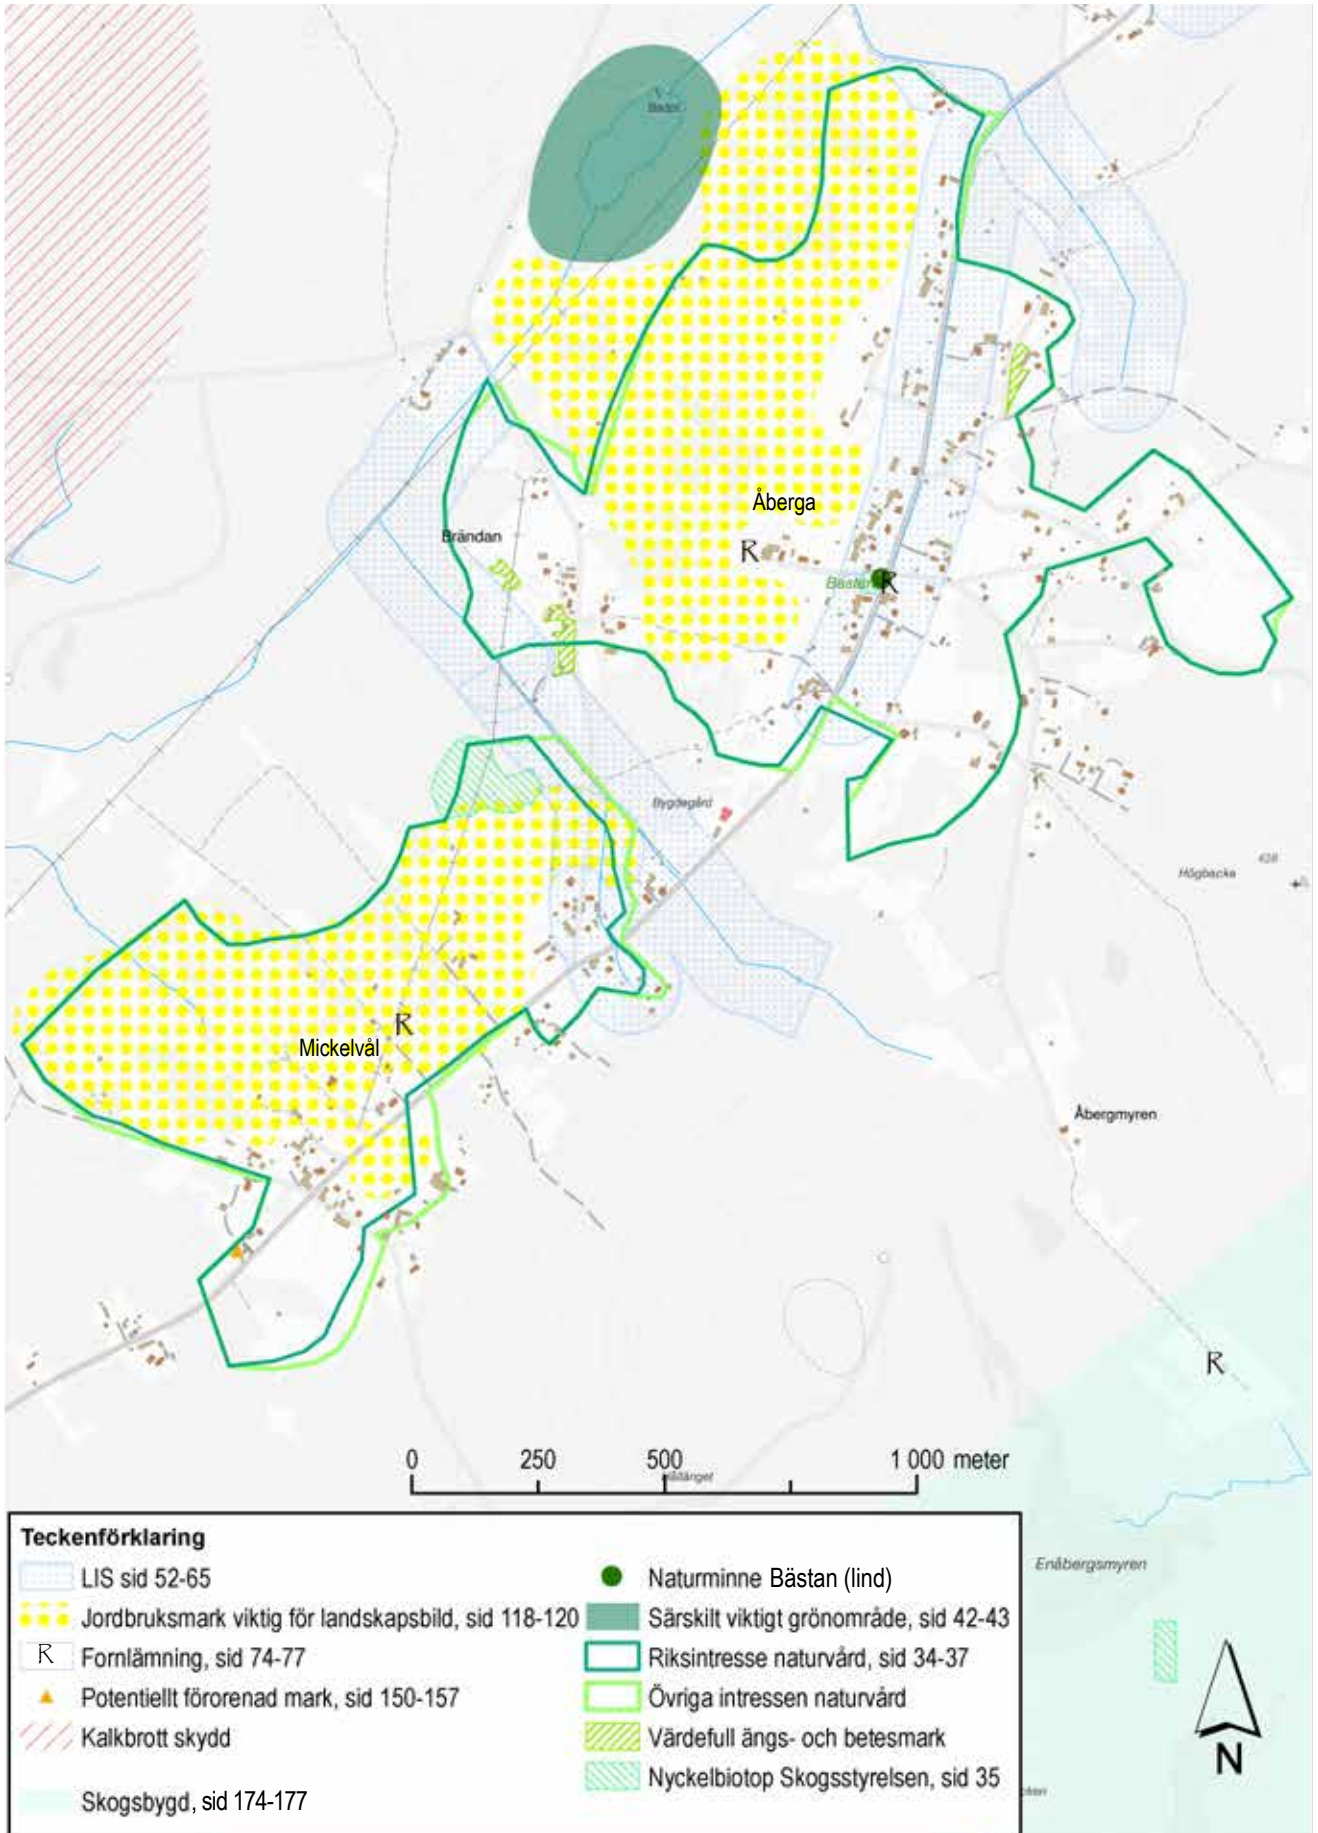 Åberga
Brändan
Bästan
R
R
Bygdegård
428
Högbacka
R
Mickelvål
Åbergmyren
R
0 250 500 1 000 meter
Teckenförklaring
LIS sid 52-65
Jordbruksmark viktig för landskapsbild, sid 118-120
R Fornlämning, sid 74-77
Potentiellt förorenad mark, sid 150-157
Kalkbrott skydd
Skogsbygd, sid 174-177
Naturminne Bästan (lind)
Särskilt viktigt grönområde, sid 42-43
Riksintresse naturvård, sid 34-37
Övriga intressen naturvård
Värdefull ängs- och betesmark
Nyckelbiotop Skogsstyrelsen, sid 35
Enåbergsmyren
N